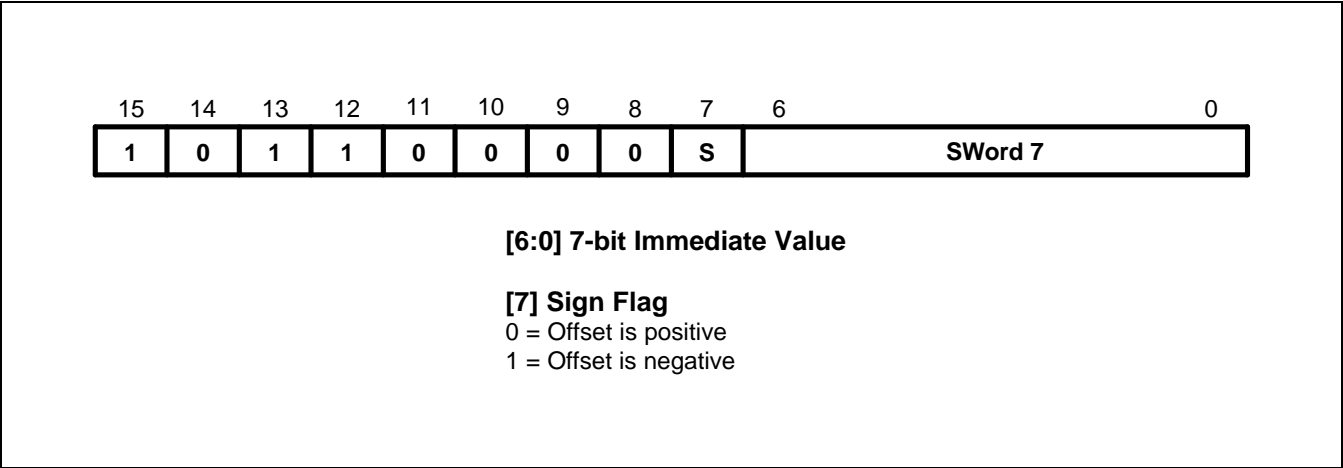 15 14 13 12 11 10 9 8 7 6 0
1 0 1 1 0 0 0 0 S SWord 7
[6:0] 7-bit Immediate Value
[7] Sign Flag
0 = Offset is positive
1 = Offset is negative